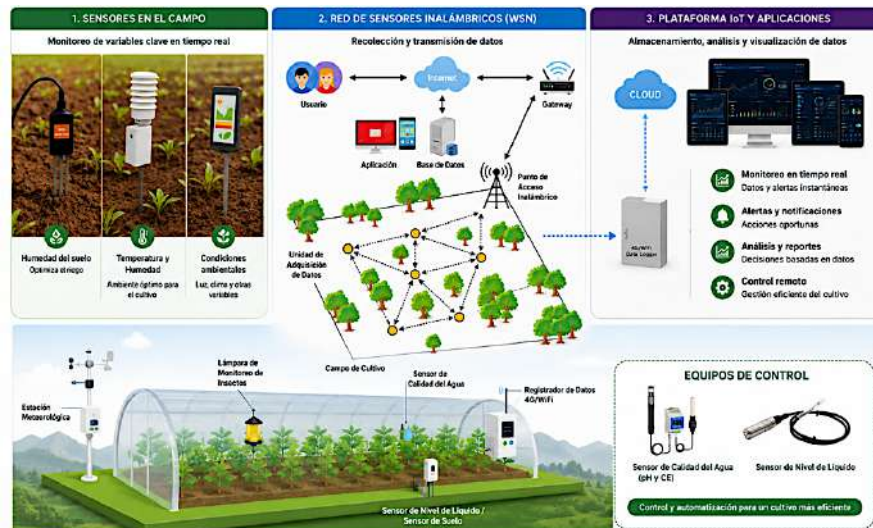 1. SENSORES EN EL CAMPO
Monitoreo de variables clave en tiempo real
Humedad del suelo
Optimiza el riego
Temperatura y
Humedad
Ambiente óptimo para
el cultivo
Condiciones
ambientales
Luz, clima y otras
variables
2. RED DE SENSORES INALÁMBRICOS (WSN)
Recolección y transmisión de datos
Usuario
Internet
Gateway
Aplicación
Base de Datos
Punto de
Acceso
Inalámbrico
Unidad de
Adquisición
de Datos
Campo de Cultivo
3. PLATAFORMA IoT Y APLICACIONES
Almacenamiento, análisis y visualización de datos
CLOUD
4G/WiFi
Data Logger
Monitoreo en tiempo real
Datos y alertas instantáneas
Alertas y notificaciones
Acciones oportunas
Análisis y reportes
Decisiones basadas en datos
Control remoto
Gestión eficiente del cultivo
Estación
Meteorológica
Lámpara de
Monitoreo de
Insectos
Sensor de
Calidad del Agua
Registrador de Datos
4G/WiFi
Sensor de Nivel de Líquido /
Sensor de Suelo
EQUIPOS DE CONTROL
Sensor de Calidad del Agua
(pH y CE)
Sensor de Nivel de Líquido
Control y automatización para un cultivo más eficiente